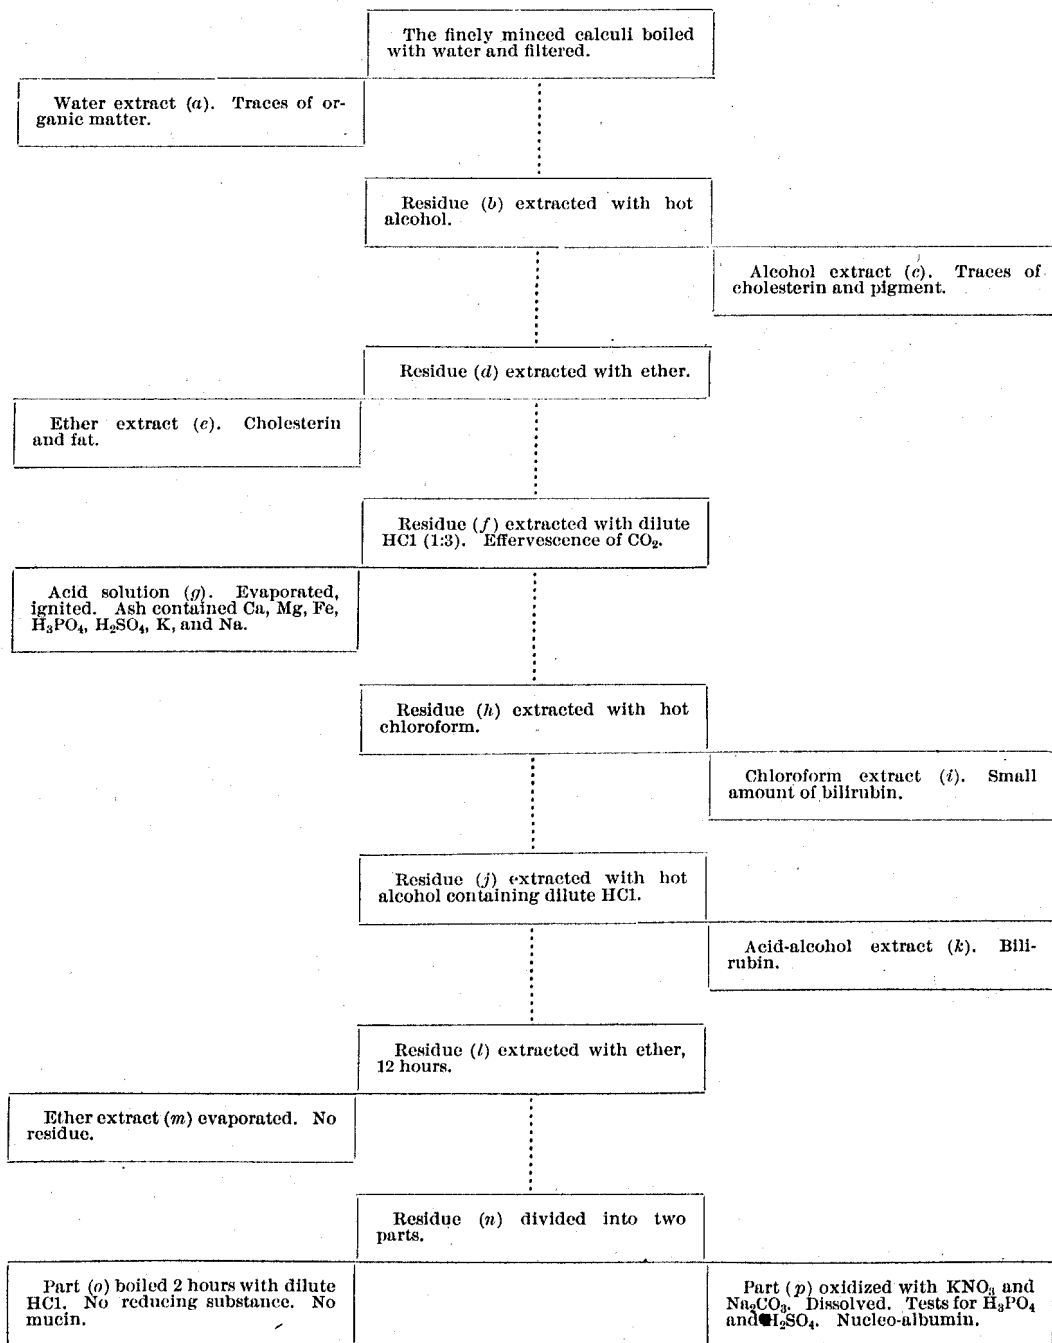 The finely minced calculi boiled
with water and filtered.
Water extract (a). Traces of or-
ganic matter.
Residue (b) extracted with hot
alcohol.
Alcohol extract (c). Traces of
cholesterin and pigment.
Residue (d) extracted with ether.
Ether extract (e). Cholesterin
and fat.
Residue (f) extracted with dilute
HCl (1:3). Effervescence of CO₂.
Acid solution (g). Evaporated,
ignited. Ash contained Ca, Mg, Fe,
H₃PO₄, H₂SO₄, K, and Na.
Residue (h) extracted with hot
chloroform.
Chloroform extract (i). Small
amount of bilirubin.
Residue (j) extracted with hot
alcohol containing dilute HCl.
Acid-alcohol extract (k). Bili-
rubin.
Residue (l) extracted with ether,
12 hours.
Ether extract (m) evaporated. No
residue.
Residue (n) divided into two
parts.
Part (o) boiled 2 hours with dilute
HCl. No reducing substance. No
mucin.
Part (p) oxidized with KNO₃ and
Na₂CO₃. Dissolved. Tests for H₃PO₄
and H₂SO₄. Nucleo-albumin.